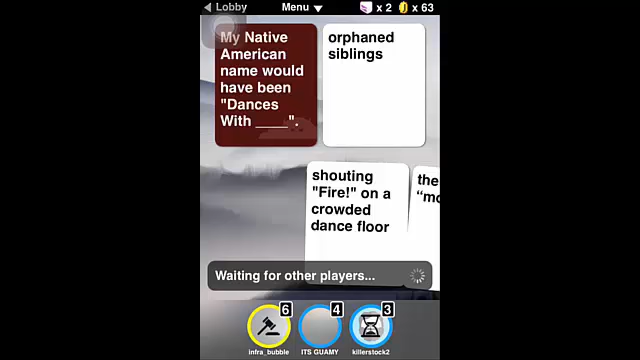 Lobby
Menu
x 2
x 63
My Native
American
name would
have been
"Dances
With ____".
orphaned
siblings
shouting
"Fire!" on a
crowded
dance floor
the
Waiting for other players...
6
4
3
infra_bubble
ITS GUAMY
killerstock2